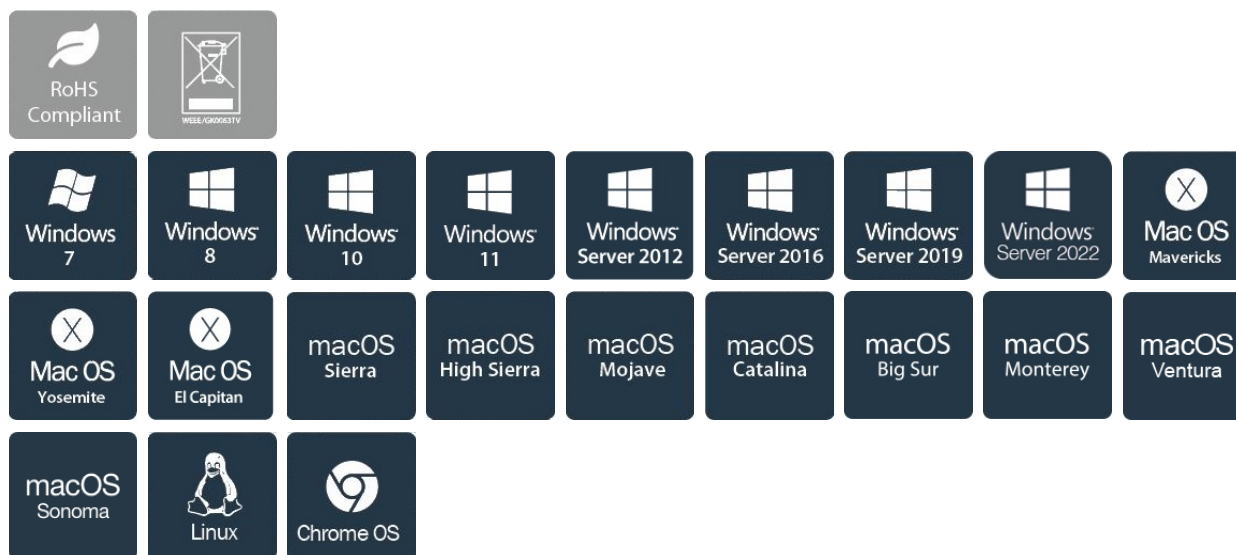 RoHS
Compliant
WEEE/GK0063TV
Windows
7
Windows
8
Windows
10
Windows
11
Windows
Server 2012
Windows
Server 2016
Windows
Server 2019
Windows
Server 2022
X
Mac OS
Mavericks
X
Mac OS
Yosemite
X
Mac OS
El Capitan
macOS
Sierra
macOS
High Sierra
macOS
Mojave
macOS
Catalina
macOS
Big Sur
macOS
Monterey
macOS
Ventura
macOS
Sonoma
Linux
Chrome OS